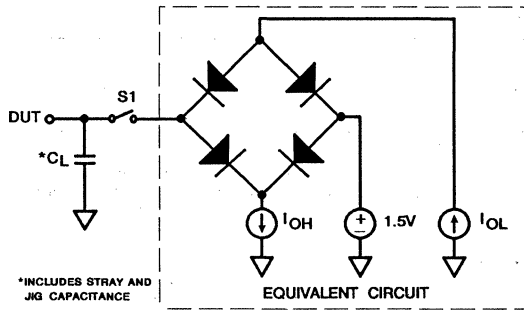 DUT
S1
*CL
IOH
+
−
1.5V
IOL
*INCLUDES STRAY AND
JIG CAPACITANCE
EQUIVALENT CIRCUIT